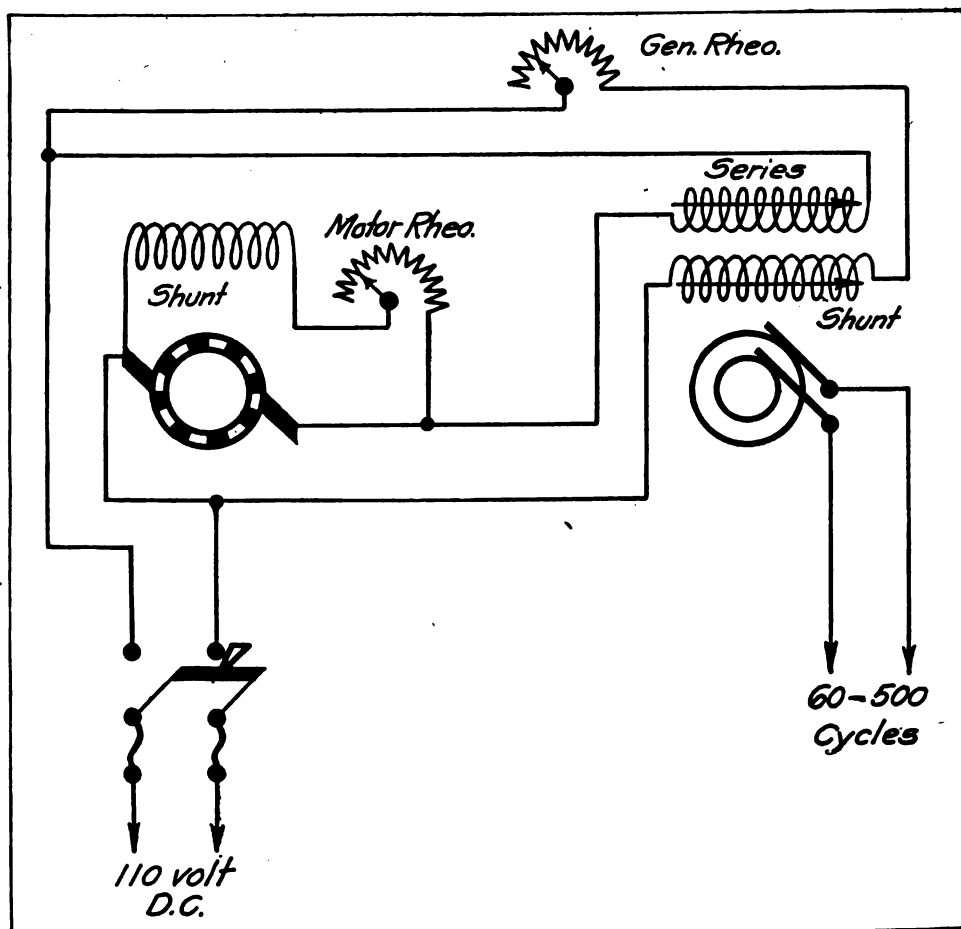 Gen. Rheo.
Series
Motor Rheo.
Shunt
Shunt
60-500
Cycles
110 volt
D.C.